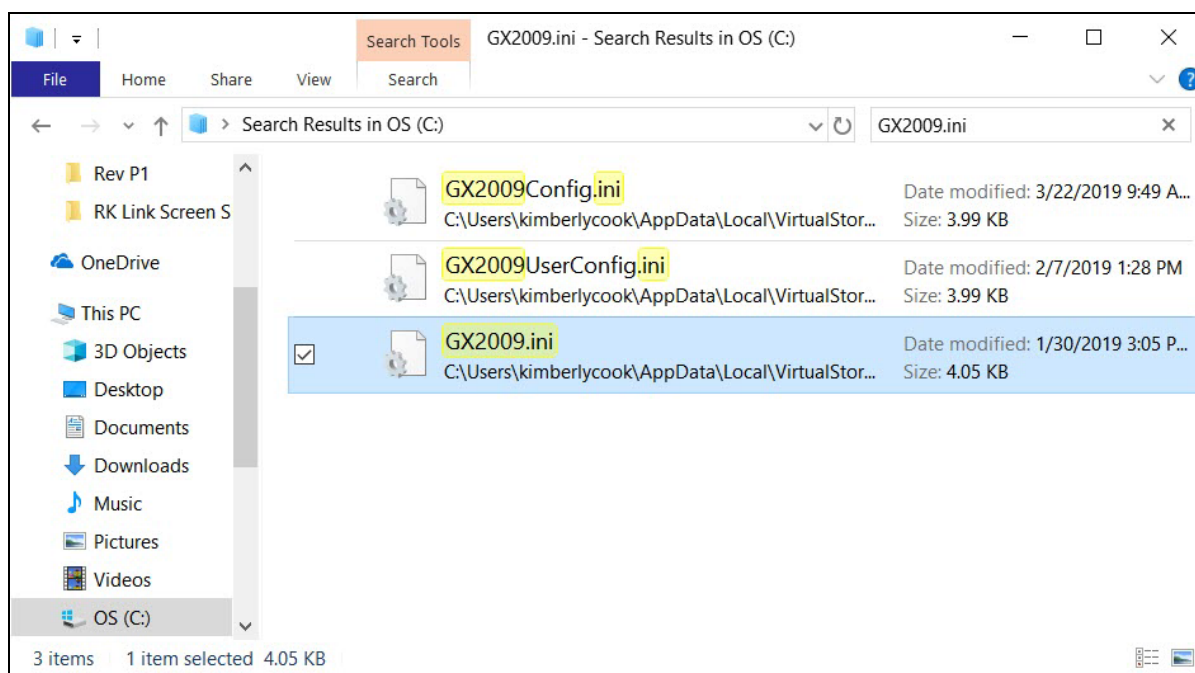 Search Tools GX2009.ini - Search Results in OS (C:)
File Home Share View Search ?
Search Results in OS (C:) GX2009.ini
Rev P1
RK Link Screen S
OneDrive
This PC
3D Objects
Desktop
Documents
Downloads
Music
Pictures
Videos
OS (C:)
GX2009Config.ini
Date modified: 3/22/2019 9:49 A...
C:\Users\kimberlycook\AppData\Local\VirtualStor...
Size: 3.99 KB
GX2009UserConfig.ini
Date modified: 2/7/2019 1:28 PM
C:\Users\kimberlycook\AppData\Local\VirtualStor...
Size: 3.99 KB
GX2009.ini
Date modified: 1/30/2019 3:05 P...
C:\Users\kimberlycook\AppData\Local\VirtualStor...
Size: 4.05 KB
3 items 1 item selected 4.05 KB